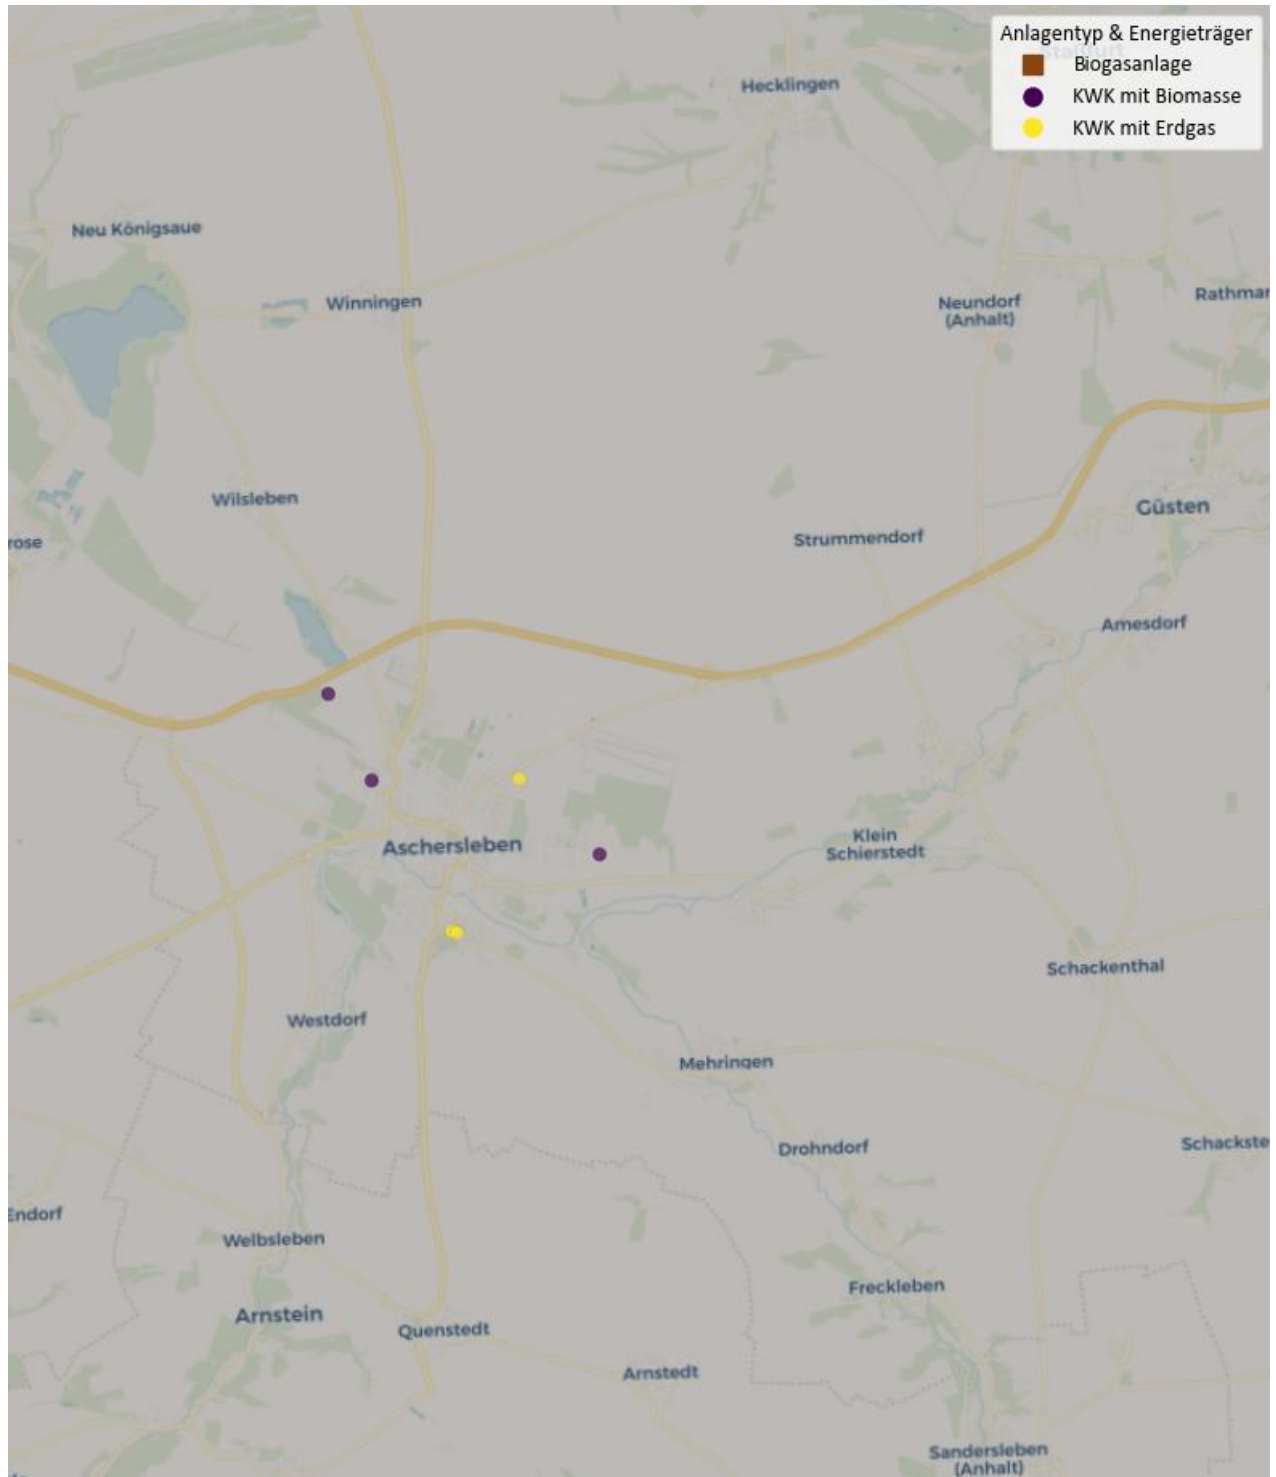 Anlagentyp & Energieträger
Biogasanlage
KWK mit Biomasse
KWK mit Erdgas
Hecklingen
Neu Königsaue
Winningen
Neundorf
(Anhalt)
Rathmar
Wilsleben
Güsten
Strummendorf
rose
Amesdorf
Aschersleben
Klein
Schierstedt
Schackenthal
Westdorf
Mehringen
Drohndorf
Schackste
Endorf
Welbsleben
Freckleben
Arnstein
Quenstedt
Arnstedt
Sandersleben
(Anhalt)